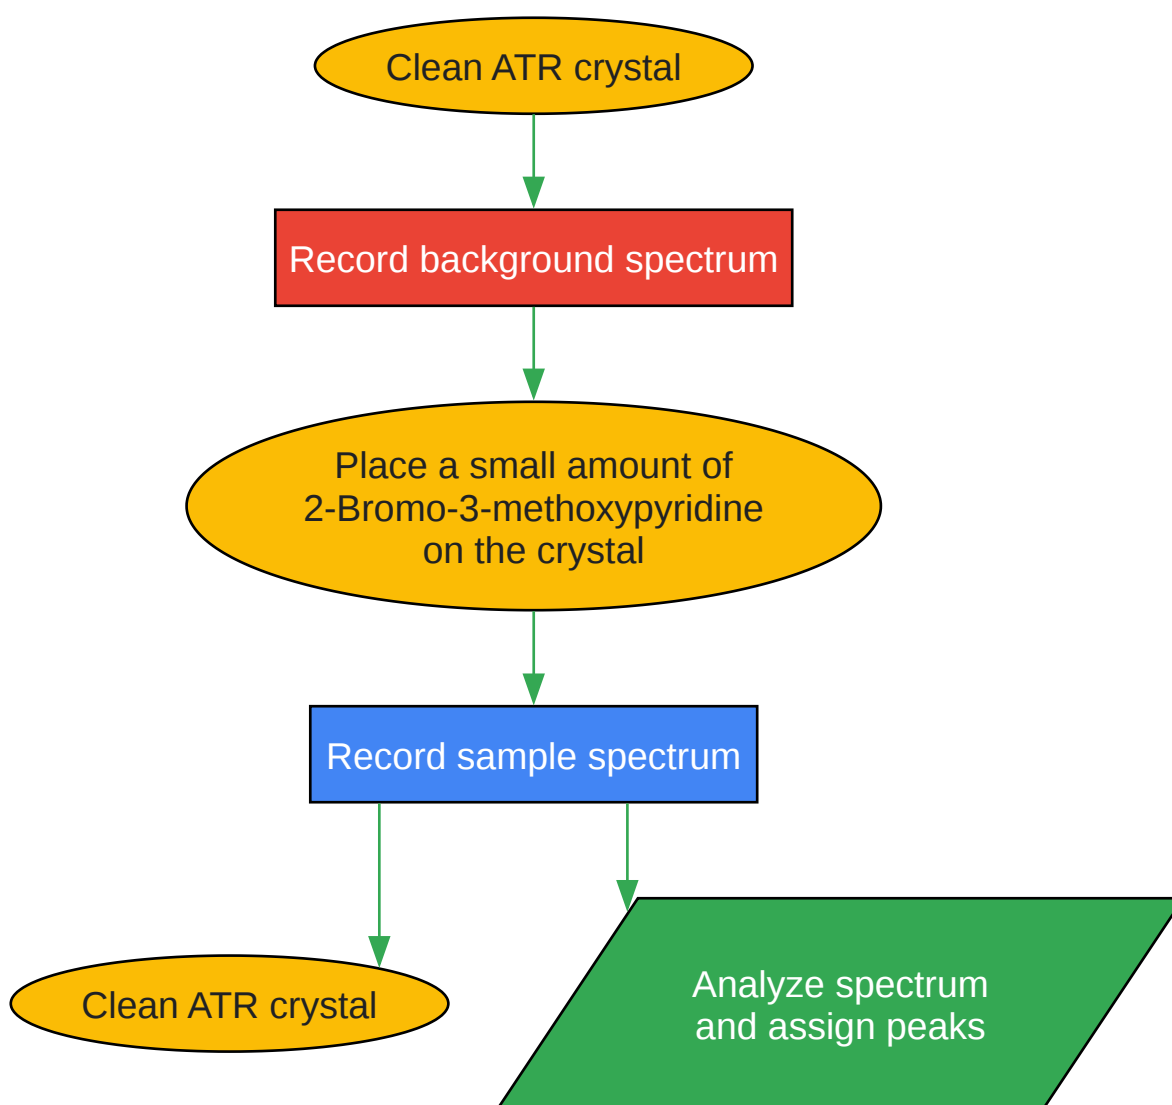 Clean ATR crystal
Record background spectrum
Place a small amount of
2-Bromo-3-methoxypyridine
on the crystal
Record sample spectrum
Clean ATR crystal
Analyze spectrum
and assign peaks